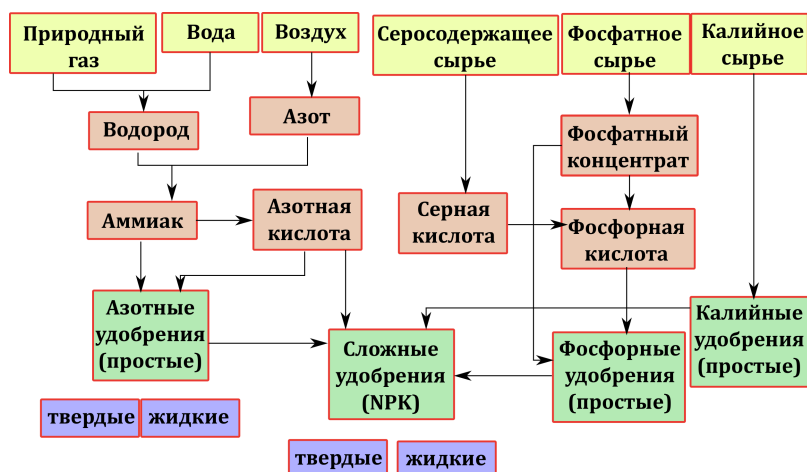 Природный
газ
Вода
Воздух
Серосодержащее
сырье
Фосфатное
сырье
Калийное
сырье
Водород
Азот
Фосфатный
концентрат
Аммиак
Азотная
кислота
Серная
кислота
Фосфорная
кислота
Азотные
удобрения
(простые)
Сложные
удобрения
(NPK)
Фосфорные
удобрения
(простые)
Калийные
удобрения
(простые)
твердые
жидкие
твердые
жидкие